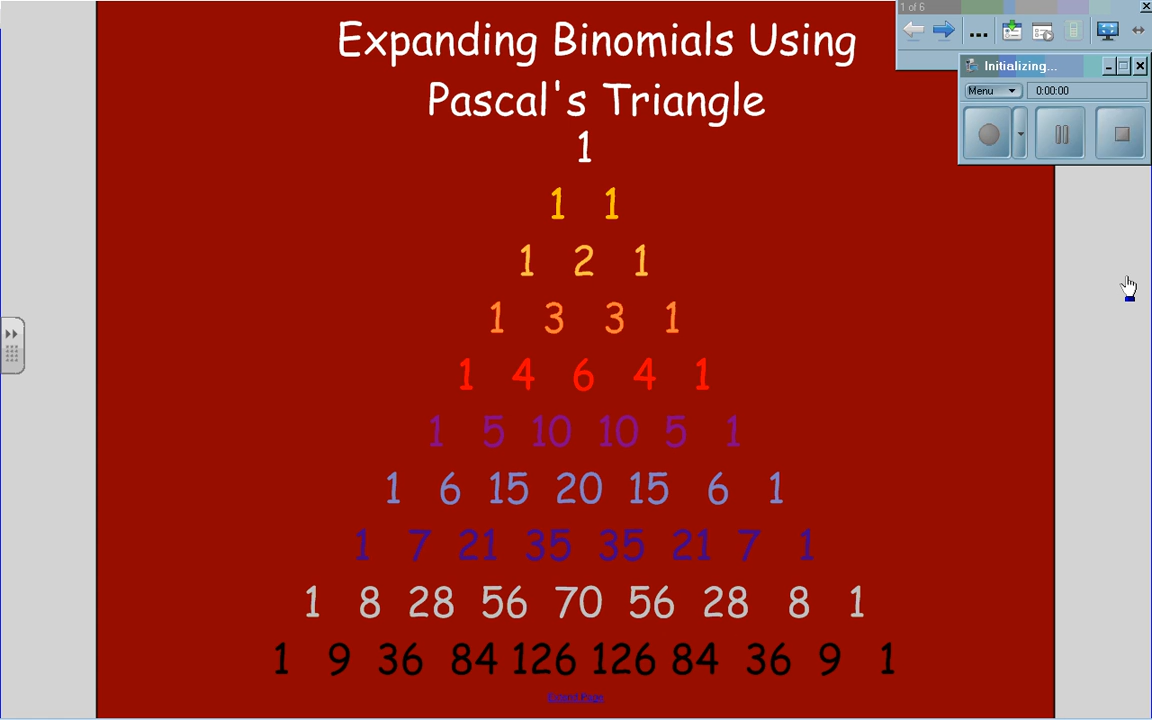 Expanding Binomials Using
Pascal's Triangle
1
1 1
1 2 1
1 3 3 1
1 4 6 4 1
1 5 10 10 5 1
1 6 15 20 15 6 1
1 7 21 35 35 21 7 1
1 8 28 56 70 56 28 8 1
1 9 36 84 126 126 84 36 9 1
Extend Page
1 of 6
Initializing...
Menu 0:00:00